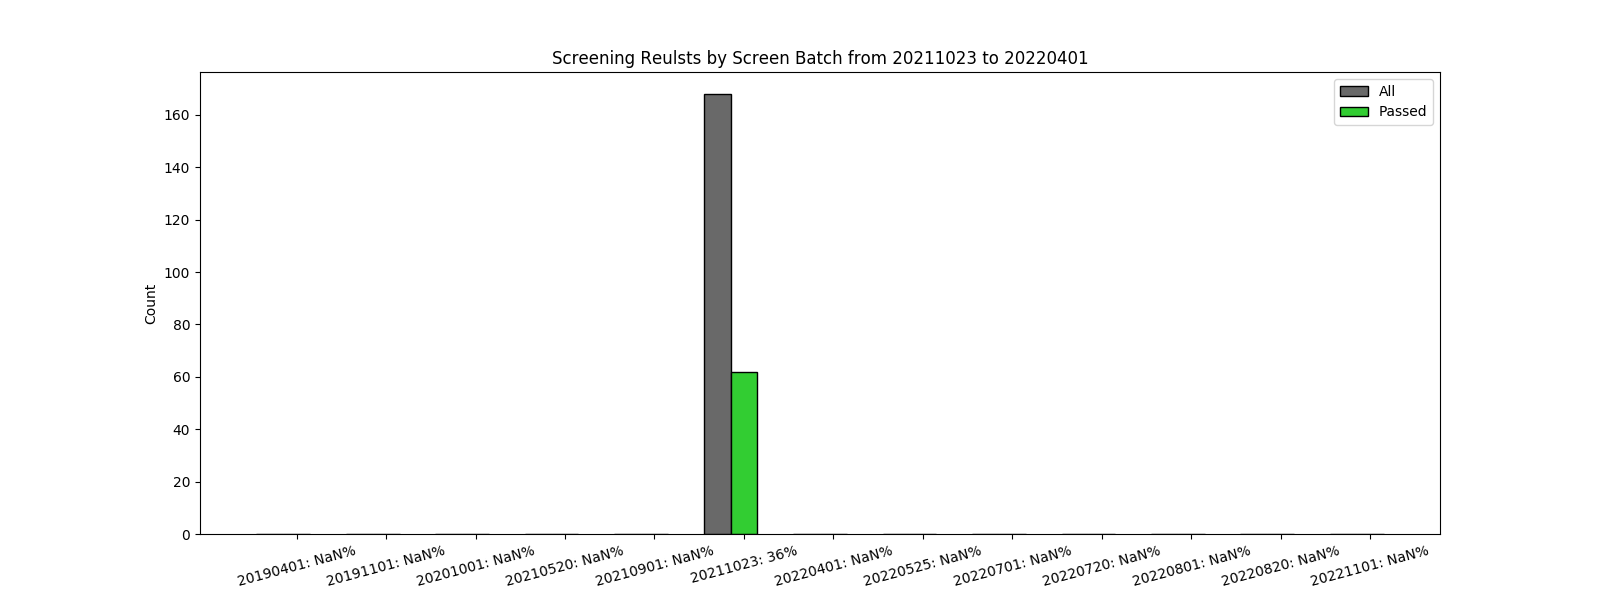 Screening Reulsts by Screen Batch from 20211023 to 20220401
All
Passed
160
140
120
100
80
60
40
20
0
Count
20190401: NaN%
20191101: NaN%
20201001: NaN%
20210520: NaN%
20210901: NaN%
20211023: 36%
20220401: NaN%
20220525: NaN%
20220701: NaN%
20220720: NaN%
20220801: NaN%
20220820: NaN%
20221101: NaN%